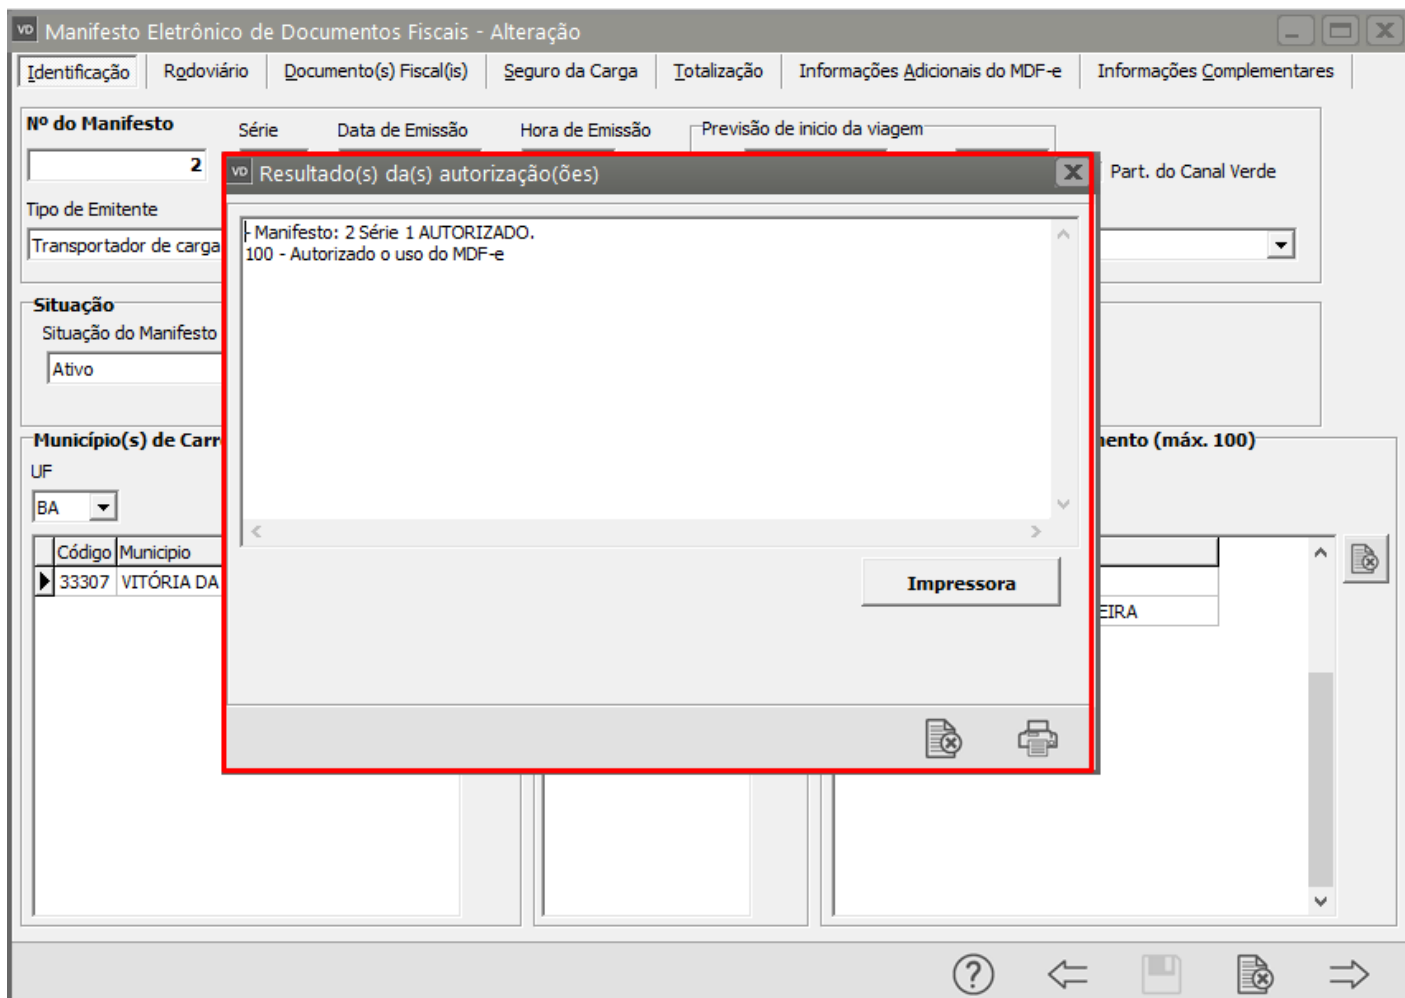 VD Manifesto Eletrônico de Documentos Fiscais - Alteração
Identificação Rodoviário Documento(s) Fiscal(is) Seguro da Carga Totalização Informações Adicionais do MDF-e Informações Complementares
Nº do Manifesto Série Data de Emissão Hora de Emissão Previsão de inicio da viagem
2 Part. do Canal Verde
VD Resultado(s) da(s) autorização(ões)
Tipo de Emitente
Transportador de carga
- Manifesto: 2 Série 1 AUTORIZADO.
100 - Autorizado o uso do MDF-e
Situação
Situação do Manifesto
Ativo
Município(s) de Carr
(máx. 100)
UF
BA
Código Municipio
33307 VITÓRIA DA
EIRA
Impressora